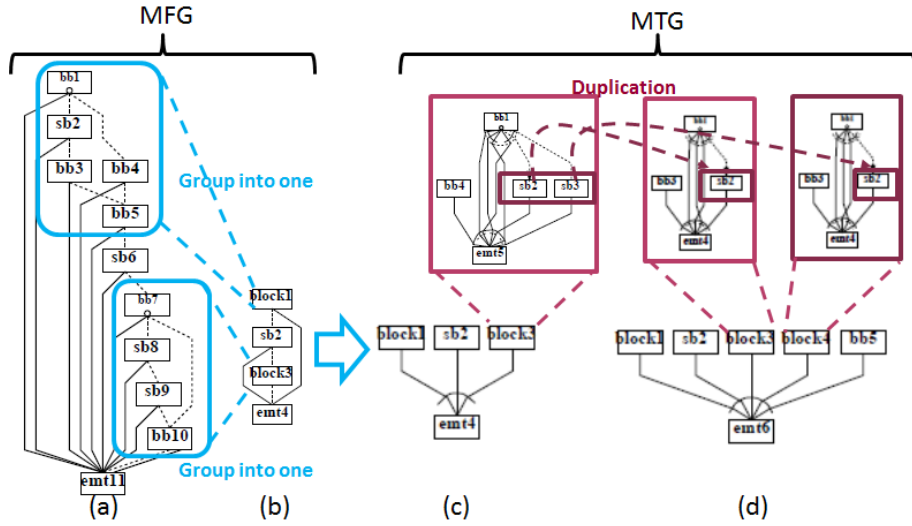 MFG
MTG
bb1
sb2
bb3
bb4
bb5
sb6
bb7
sb8
sb9
bb10
emt11
Group into one
Group into one
block1
sb2
block3
emt4
Duplication
bb1
bb4
sb2
sb3
emt5
block1
sb2
block3
emt4
bb1
bb3
sb2
emt4
bb1
bb3
sb2
emt4
block1
sb2
block3
block4
bb5
emt6
(a)
(b)
(c)
(d)